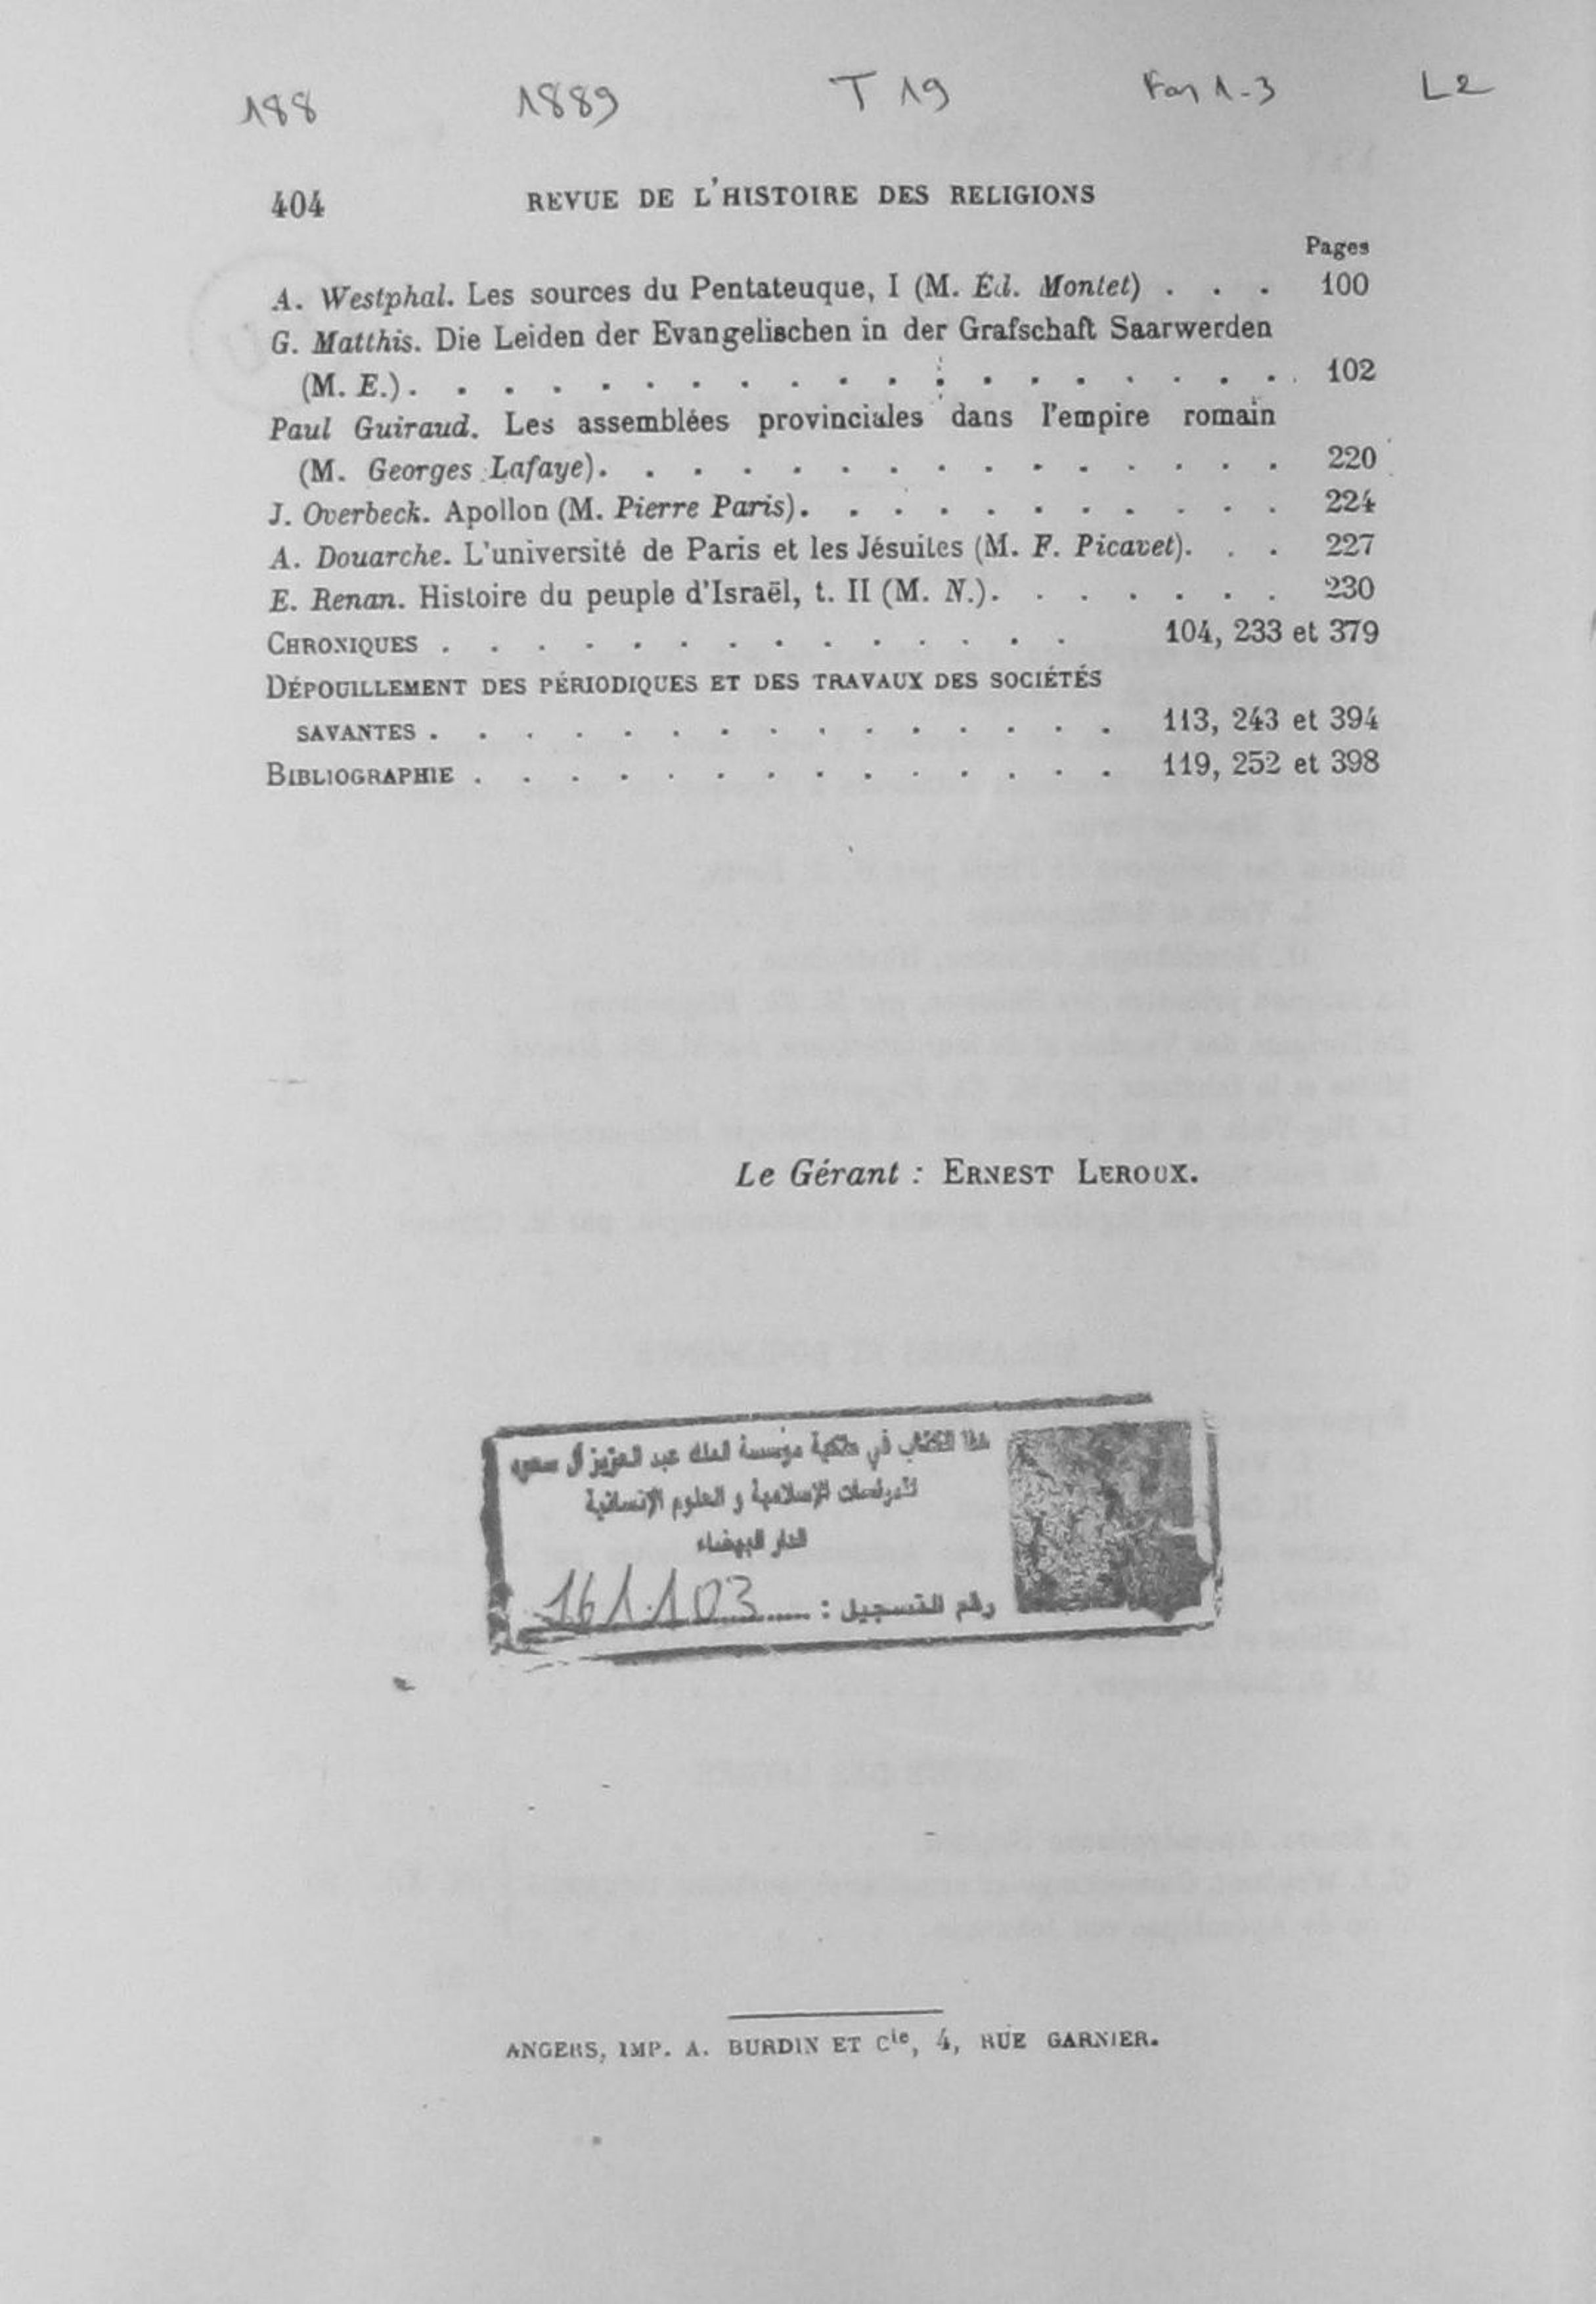 188 1889 T 19 Fas 1-3 L2
404 REVUE DE L'HISTOIRE DES RELIGIONS
Pages
A. Westphal. Les sources du Pentateuque, I (M. Éd. Montet) . . . 100
G. Matthis. Die Leiden der Evangelischen in der Grafschaft Saarwerden
(M. E.). . . . . . . . . . . . . . . . . . . 102
Paul Guiraud. Les assemblées provinciales dans l'empire romain
(M. Georges Lafaye). . . . . . . . . . . . . . . 220
J. Overbeck. Apollon (M. Pierre Paris). . . . . . . . . . . 224
A. Douarche. L'université de Paris et les Jésuites (M. F. Picavet). . . 227
E. Renan. Histoire du peuple d'Israël, t. II (M. N.). . . . . . . 230
CHRONIQUES . . . . . . . . . . . . . . 104, 233 et 379
DÉPOUILLEMENT DES PÉRIODIQUES ET DES TRAVAUX DES SOCIÉTÉS
SAVANTES . . . . . . . . . . . . . . . 113, 243 et 394
BIBLIOGRAPHIE . . . . . . . . . . . . . . 119, 252 et 398
Le Gérant : ERNEST LEROUX.
هذا الكتاب في ملكية مؤسسة الملك عبد العزيز آل سعود
للدراسات الإسلامية و العلوم الإنسانية
الدار البيضاء
رقم التسجيل : 161.103
ANGERS, IMP. A. BURDIN ET Cie, 4, RUE GARNIER.